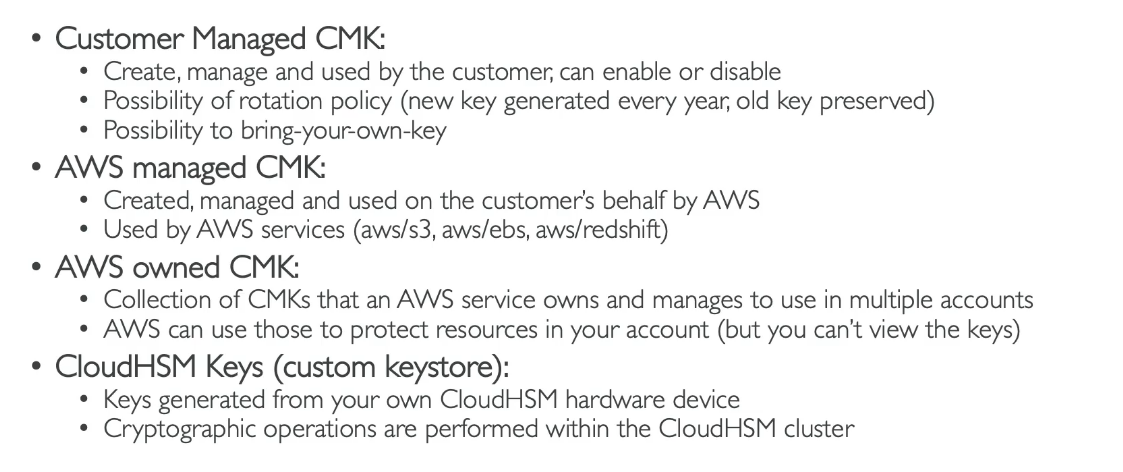 • Customer Managed CMK:
• Create, manage and used by the customer, can enable or disable
• Possibility of rotation policy (new key generated every year, old key preserved)
• Possibility to bring-your-own-key
• AWS managed CMK:
• Created, managed and used on the customer's behalf by AWS
• Used by AWS services (aws/s3, aws/ebs, aws/redshift)
• AWS owned CMK:
• Collection of CMKs that an AWS service owns and manages to use in multiple accounts
• AWS can use those to protect resources in your account (but you can't view the keys)
• CloudHSM Keys (custom keystore):
• Keys generated from your own CloudHSM hardware device
• Cryptographic operations are performed within the CloudHSM cluster